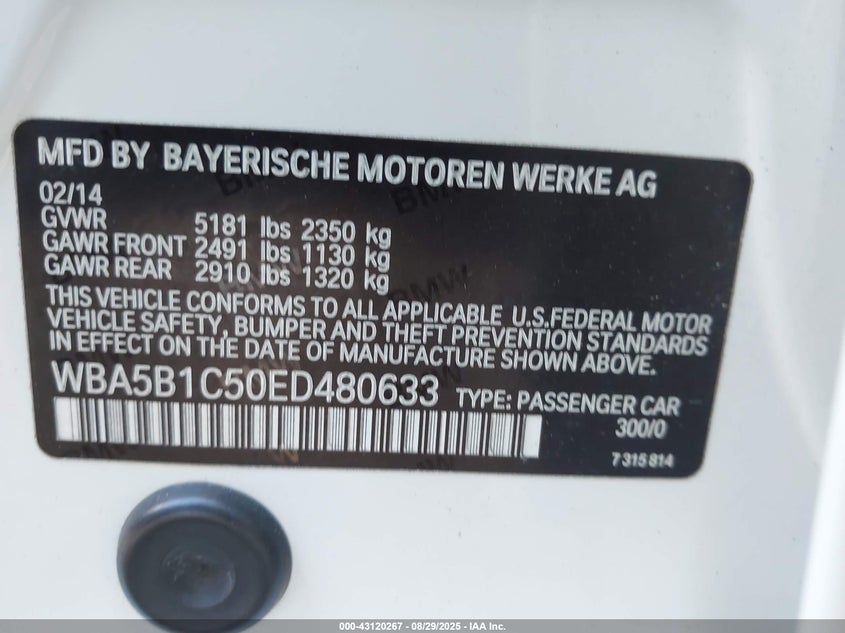 MFD BY BAYERISCHE MOTOREN WERKE AG
02/14
GVWR 5181 lbs 2350 kg
GAWR FRONT 2491 lbs 1130 kg
GAWR REAR 2910 lbs 1320 kg
THIS VEHICLE CONFORMS TO ALL APPLICABLE U.S.FEDERAL MOTOR
VEHICLE SAFETY, BUMPER AND THEFT PREVENTION STANDARDS
IN EFFECT ON THE DATE OF MANUFACTURE SHOWN ABOVE.
WBA5B1C50ED480633 TYPE: PASSENGER CAR
300/0
7315814
000-43120267 - 08/29/2025 - IAA Inc.